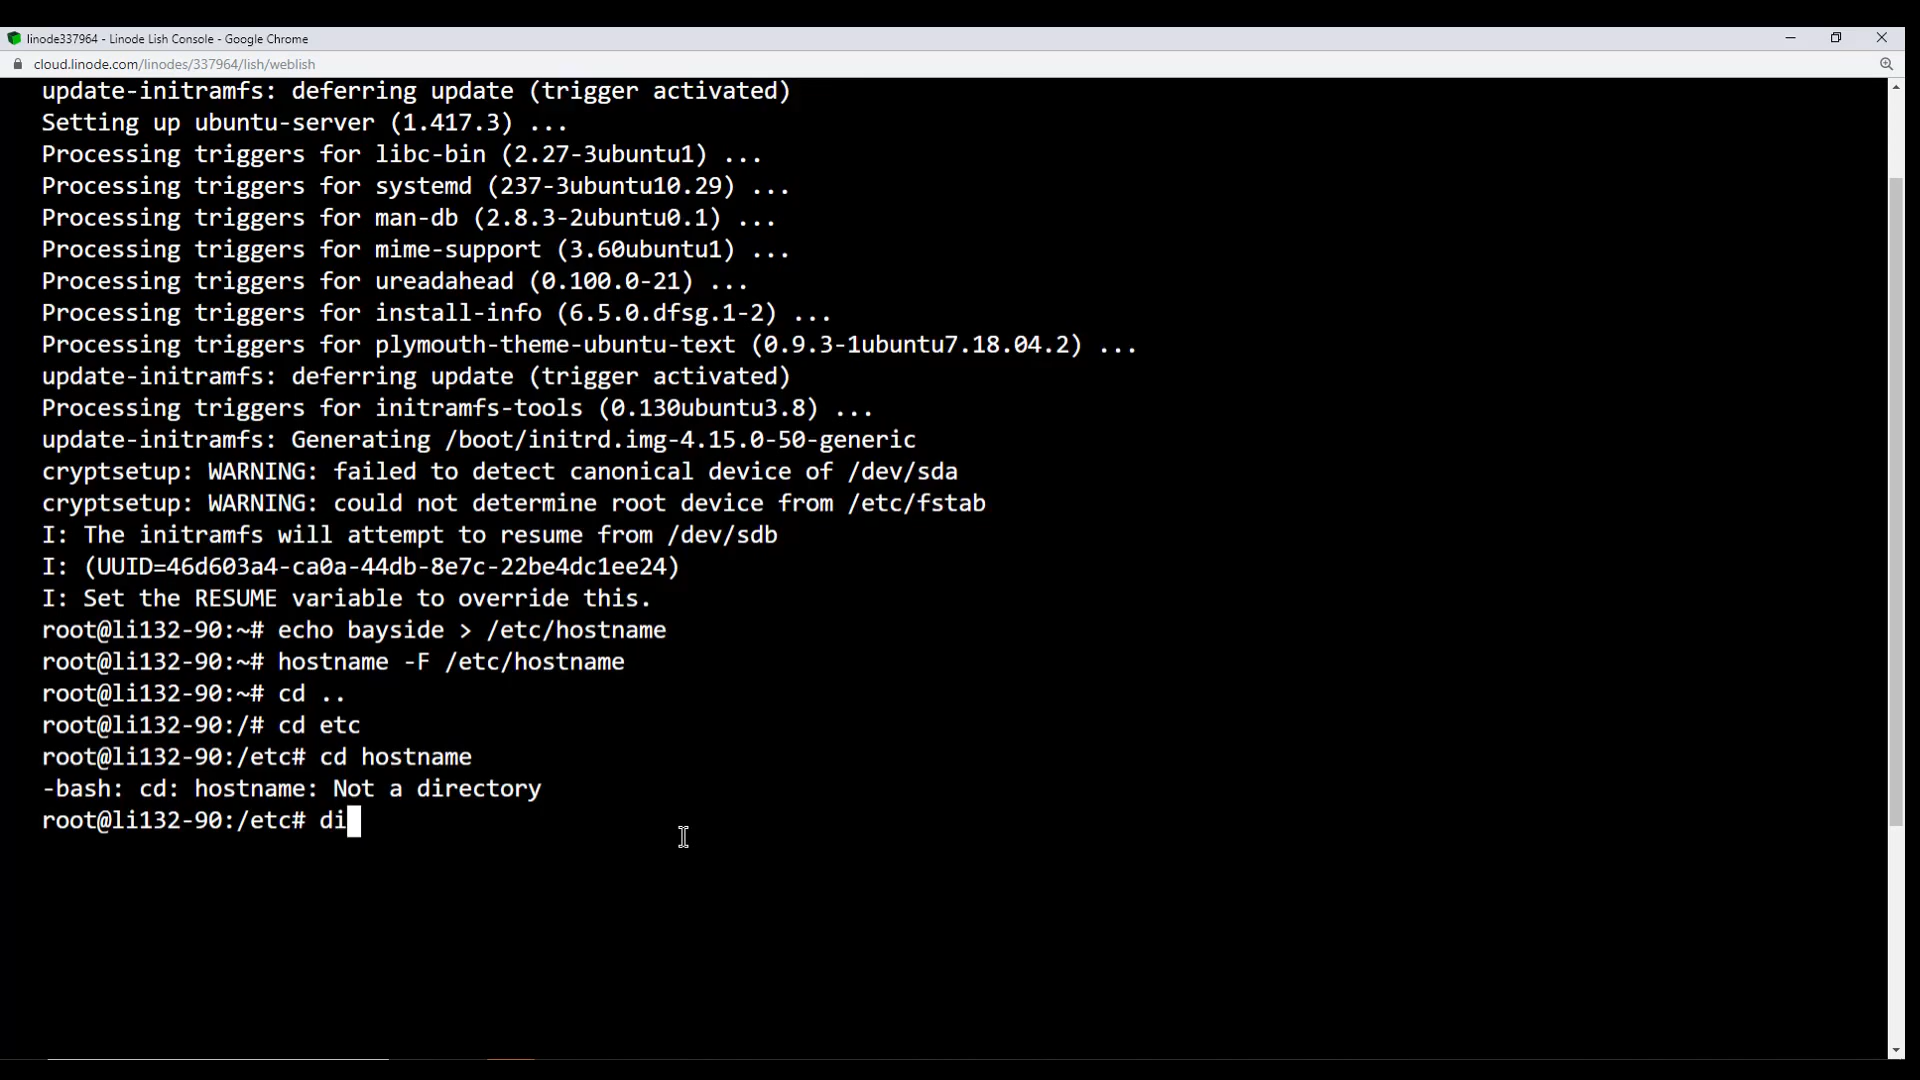 linode337964 - Linode Lish Console - Google Chrome
cloud.linode.com/linodes/337964/lish/weblish
update-initramfs: deferring update (trigger activated)
Setting up ubuntu-server (1.417.3) ...
Processing triggers for libc-bin (2.27-3ubuntu1) ...
Processing triggers for systemd (237-3ubuntu10.29) ...
Processing triggers for man-db (2.8.3-2ubuntu0.1) ...
Processing triggers for mime-support (3.60ubuntu1) ...
Processing triggers for ureadahead (0.100.0-21) ...
Processing triggers for install-info (6.5.0.dfsg.1-2) ...
Processing triggers for plymouth-theme-ubuntu-text (0.9.3-1ubuntu7.18.04.2) ...
update-initramfs: deferring update (trigger activated)
Processing triggers for initramfs-tools (0.130ubuntu3.8) ...
update-initramfs: Generating /boot/initrd.img-4.15.0-50-generic
cryptsetup: WARNING: failed to detect canonical device of /dev/sda
cryptsetup: WARNING: could not determine root device from /etc/fstab
I: The initramfs will attempt to resume from /dev/sdb
I: (UUID=46d603a4-ca0a-44db-8e7c-22be4dc1ee24)
I: Set the RESUME variable to override this.
root@li132-90:~# echo bayside > /etc/hostname
root@li132-90:~# hostname -F /etc/hostname
root@li132-90:~# cd ..
root@li132-90:/# cd etc
root@li132-90:/etc# cd hostname
-bash: cd: hostname: Not a directory
root@li132-90:/etc# di